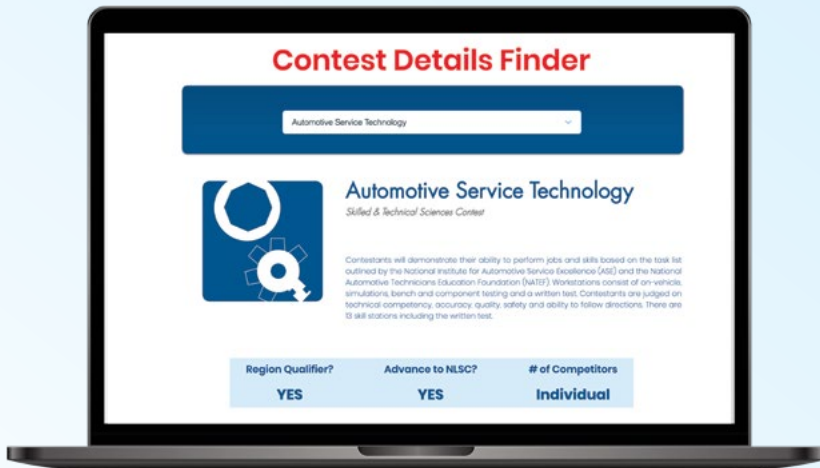 Contest Details Finder
Automotive Service Technology
Automotive Service Technology
Skilled & Technical Sciences Contest
Contestants will demonstrate their ability to perform jobs and skills based on the task list
outlined by the National Institute for Automotive Service Excellence (ASE) and the National
Automotive Technicians Education Foundation (NATEF). Workstations consist of on-vehicle,
simulations, bench and component testing and a written test. Contestants are judged on
technical competency, accuracy, quality, safety and ability to follow directions. There are
13 skill stations including the written test.
Region Qualifier? Advance to NLSC? # of Competitors
YES YES Individual